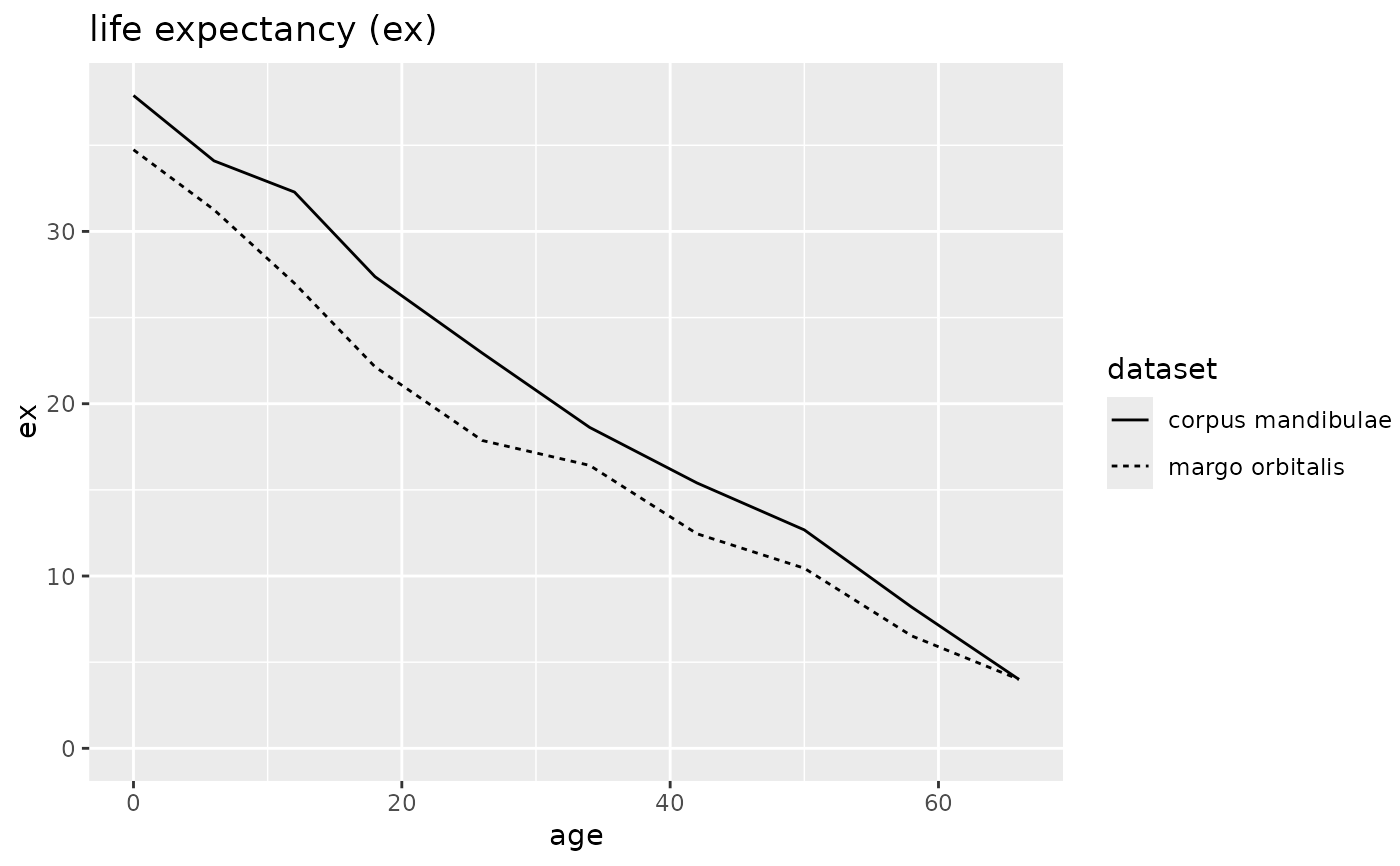 life expectancy (ex)
ex
30
20
10
0
0 20 40 60
age
dataset
corpus mandibulae
margo orbitalis